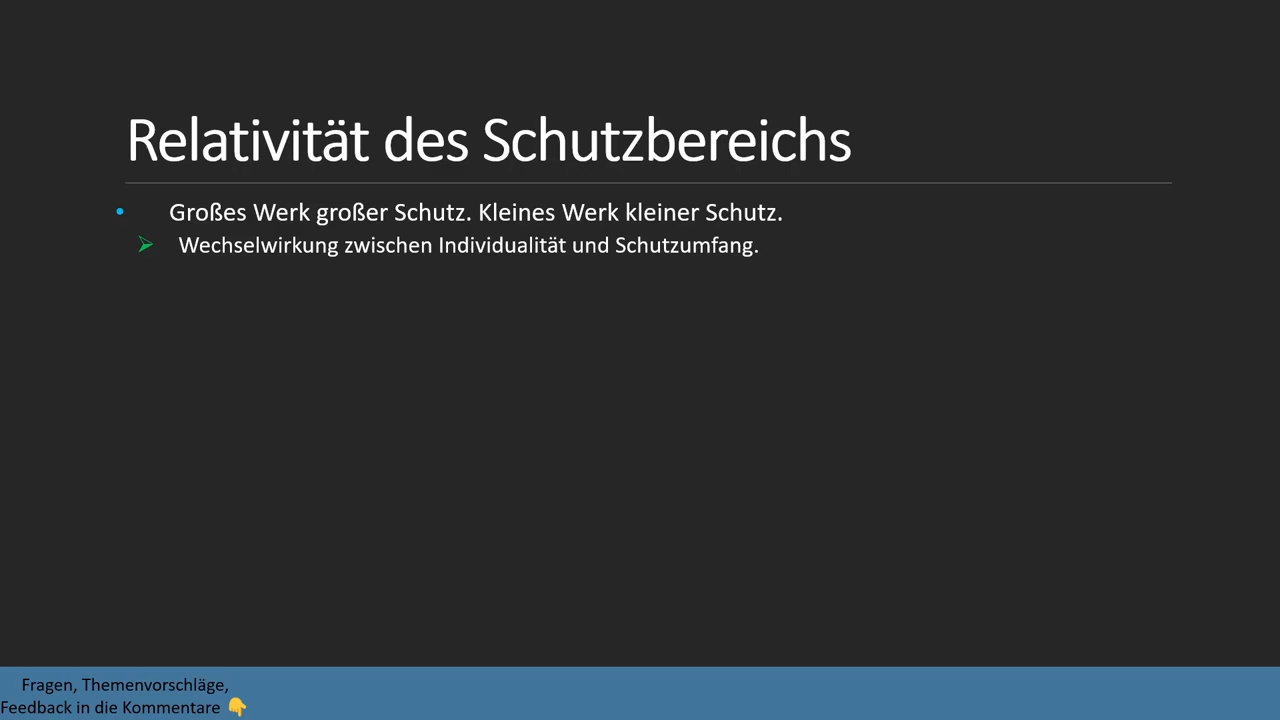 Relativität des Schutzbereichs
• Großes Werk großer Schutz. Kleines Werk kleiner Schutz.
➢ Wechselwirkung zwischen Individualität und Schutzumfang.
Fragen, Themenvorschläge,
Feedback in die Kommentare 👇